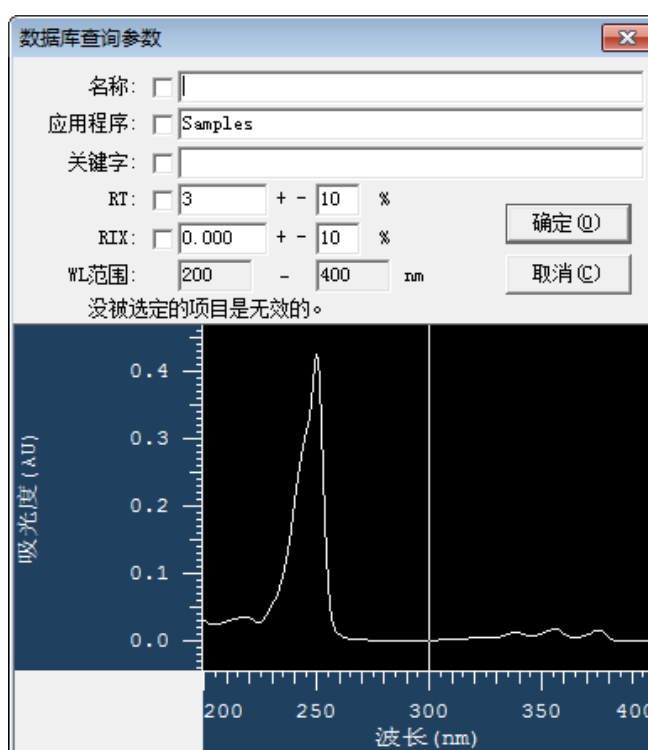 数据库查询参数
名称:
应用程序: Samples
关键字:
RT: 3 + - 10 %
RIX: 0.000 + - 10 %
确定(O)
WL范围: 200 - 400 nm
取消(C)
没被选定的项目是无效的。
吸光度(AU)
0.4
0.3
0.2
0.1
0.0
200 250 300 350 400
波长(nm)